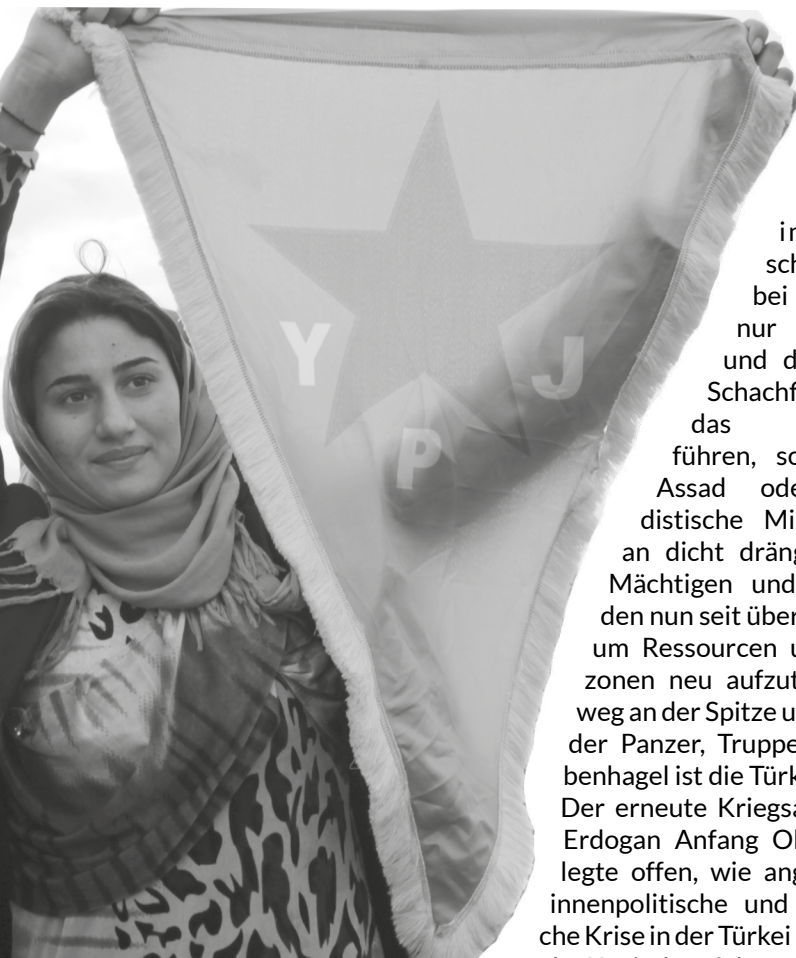 Y J
P
in
sch
bei
nur
und d
Schachf
das
führen, so
Assad ode
distische Mi
an dicht dräng
Mächtigen und
den nun seit über
um Ressourcen u
zonen neu aufzut
weg an der Spitze u
der Panzer, Truppe
benhagel ist die Türk
Der erneute Kriegsa
Erdogan Anfang Ok
legte offen, wie ang
innenpolitische und
che Krise in der Türkei